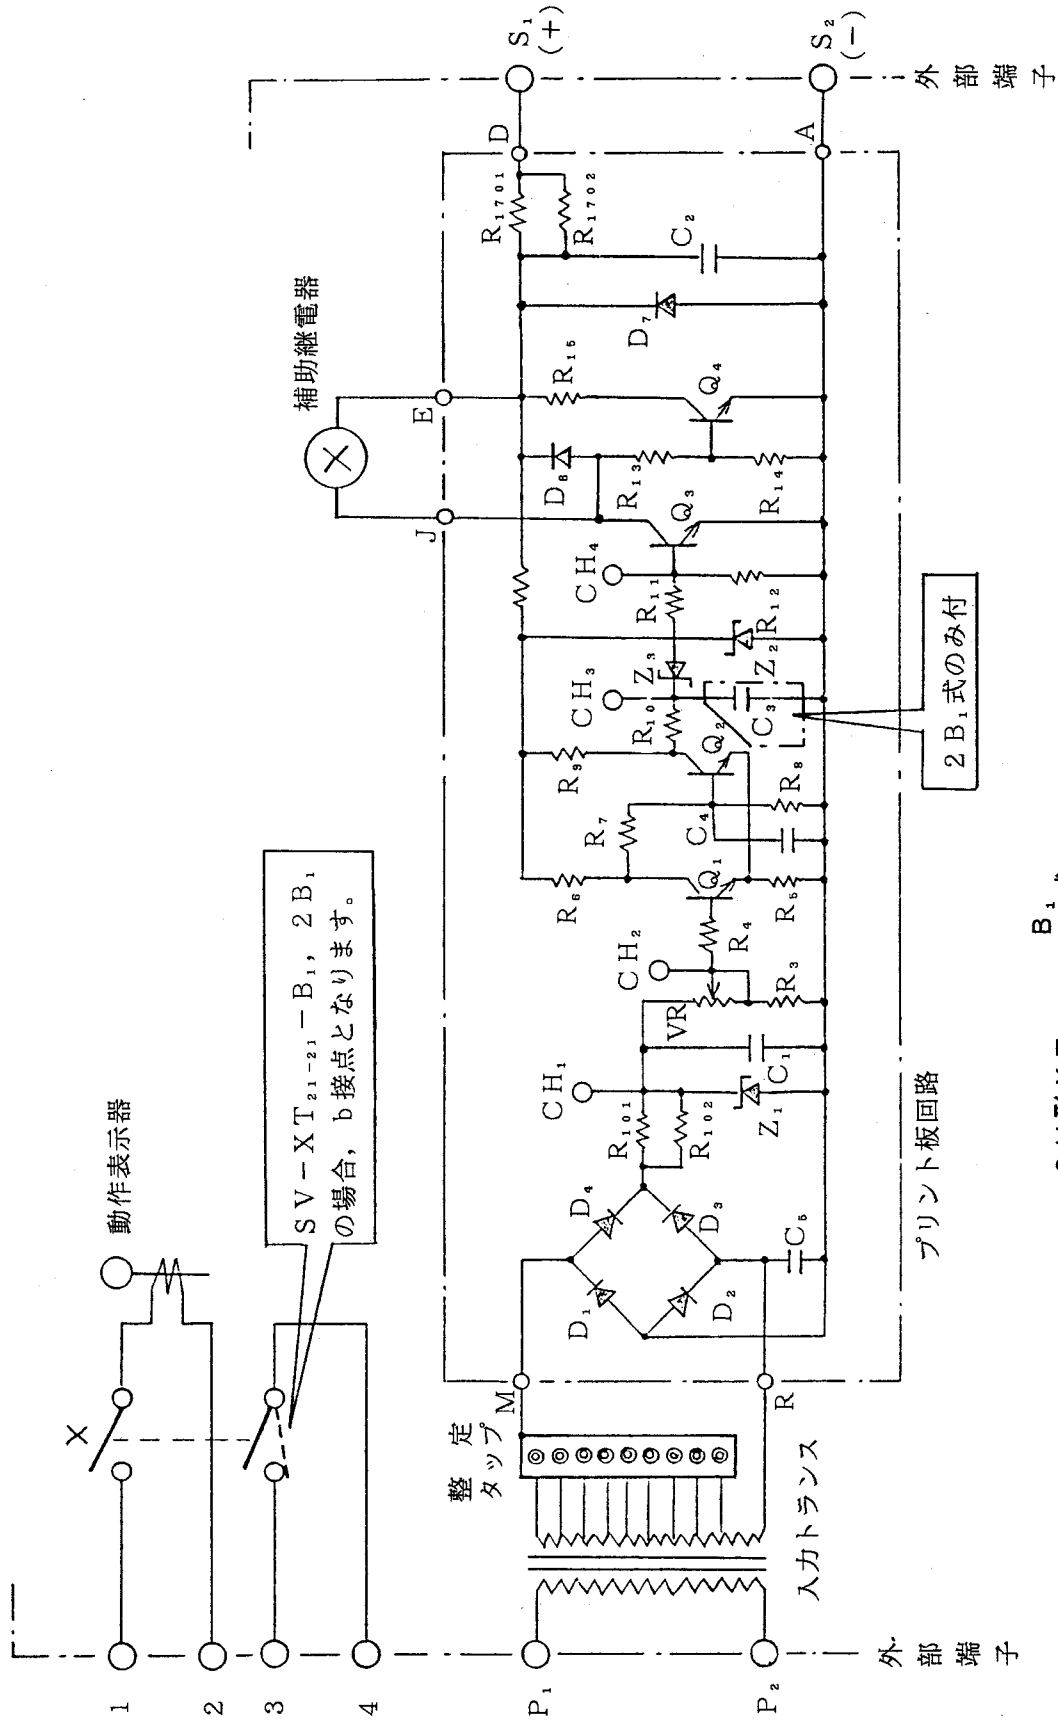 動作表示器
X
SV-XT₂₁₋₂₁-B₁, 2B₁
の場合, b接点となります。
1
2
3
4
P₁
P₂
外部端子
入力トランス
整定
タップ
M
R
D₁
D₂
D₃
D₄
C₅
R₁₀₁
R₁₀₂
CH₁
Z₁
C₁
VR
R₃
CH₂
R₄
Q₁
R₅
R₆
R₇
C₄
R₈
Q₂
R₉
R₁₀
CH₃
C₃
Z₃
Z₂
R₁₁
R₁₂
CH₄
Q₃
R₁₃
R₁₄
D₆
Q₄
R₁₅
D₇
C₂
R₁₇₀₁
R₁₇₀₂
J
E
補助継電器
X
D
A
S₁
(+)
S₂
(-)
外部端子
2B₁式のみ付
プリント板回路
B₁